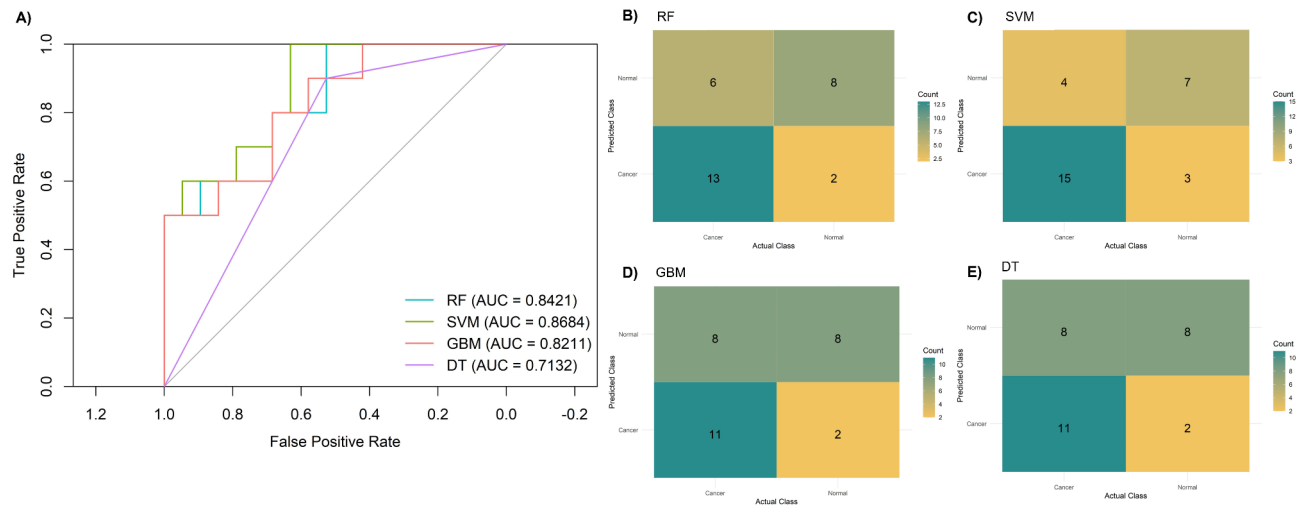 A)
True Positive Rate
1.0
0.8
0.6
0.4
0.2
0.0
1.2 1.0 0.8 0.6 0.4 0.2 0.0 -0.2
False Positive Rate
RF (AUC = 0.8421)
SVM (AUC = 0.8684)
GBM (AUC = 0.8211)
DT (AUC = 0.7132)
B) RF
Predicted Class
Normal 6 8
Cancer 13 2
Cancer Normal
Actual Class
Count
12.5
10.0
7.5
5.0
2.5
C) SVM
Predicted Class
Normal 4 7
Cancer 15 3
Cancer Normal
Actual Class
Count
15
12
9
6
3
D) GBM
Predicted Class
Normal 8 8
Cancer 11 2
Cancer Normal
Actual Class
Count
10
8
6
4
2
E) DT
Predicted Class
Normal 8 8
Cancer 11 2
Cancer Normal
Actual Class
Count
10
8
6
4
2